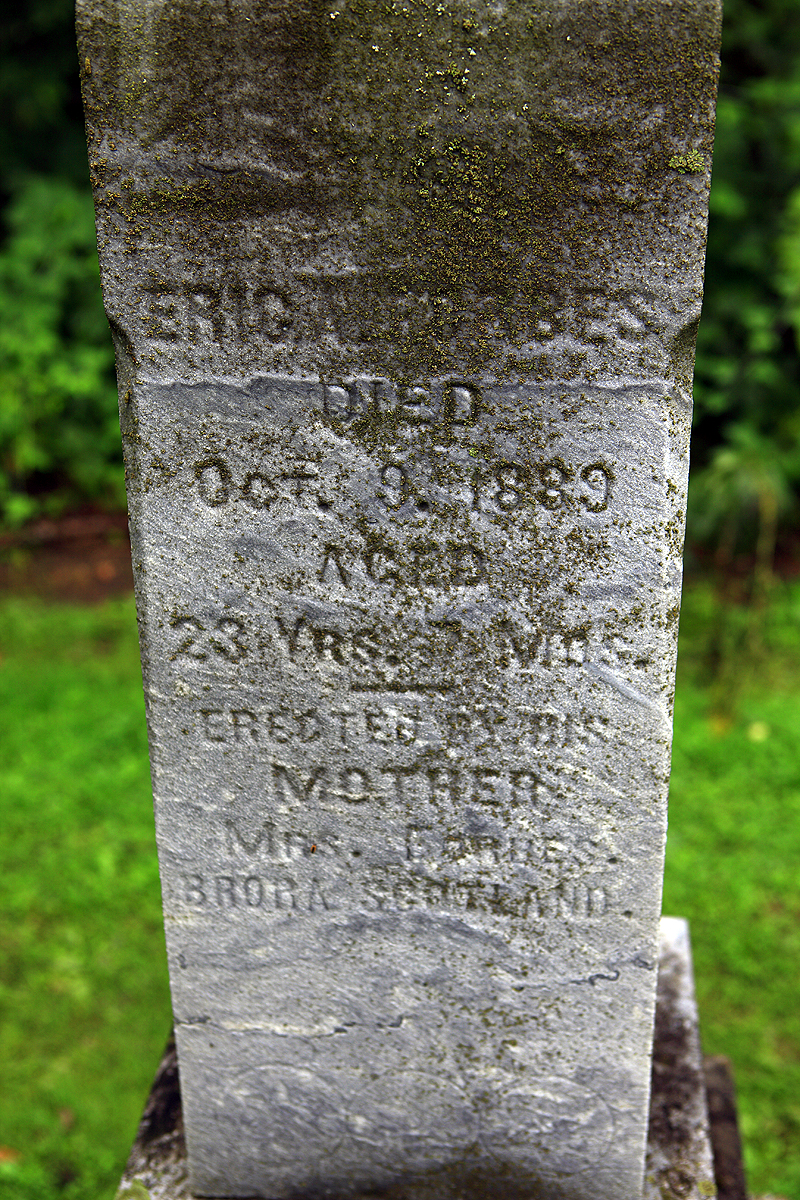 ERIC
DIED
Oct. 9. 1889
AGED
23 Yrs. Mos.
ERECTED BY HIS
MOTHER
Mrs. Forbes.
BRORA SCOTLAND.